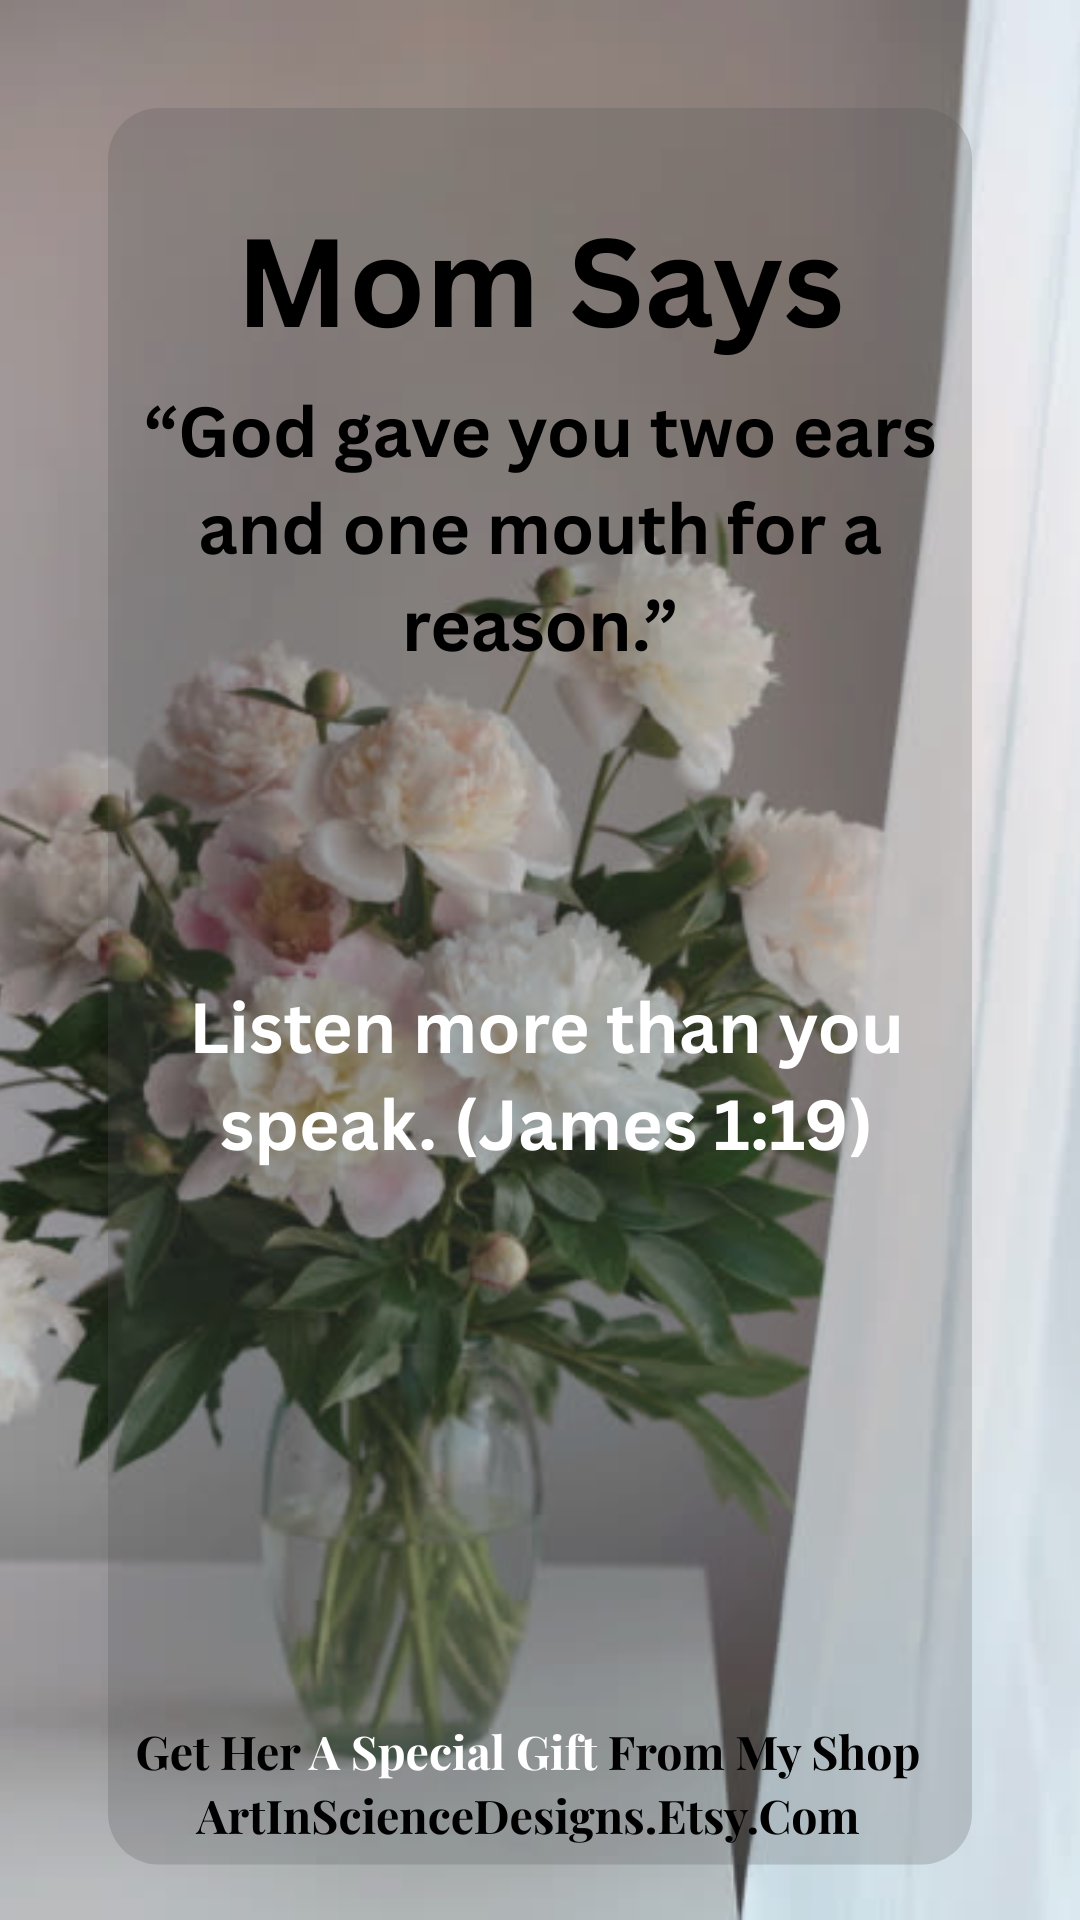 Mom Says
“God gave you two ears
and one mouth for a
reason.”
Listen more than you
speak. (James 1:19)
Get Her A Special Gift From My Shop
ArtInScienceDesigns.Etsy.Com